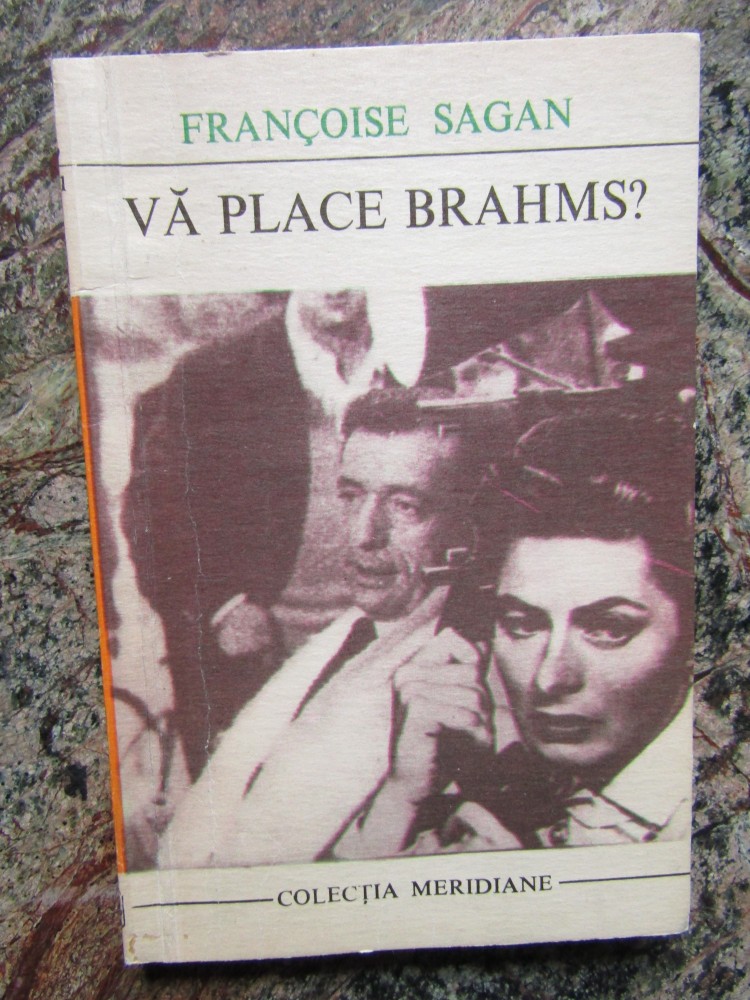 FRANÇOISE SAGAN
VĂ PLACE BRAHMS?
COLECȚIA MERIDIANE